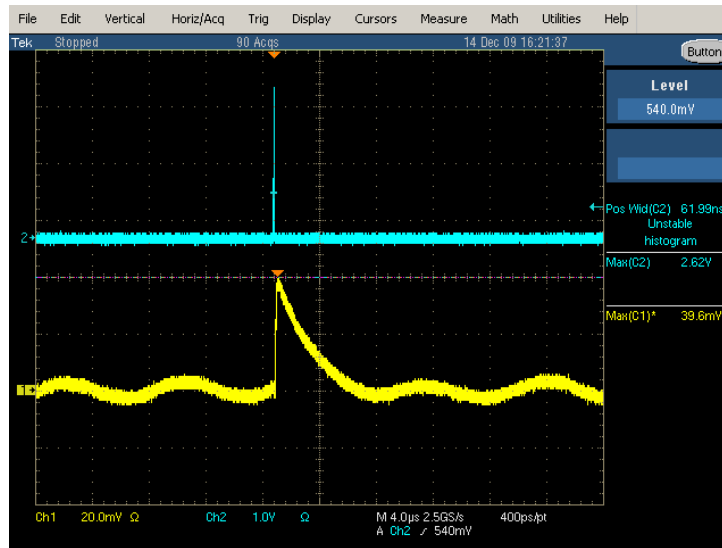 File Edit Vertical Horiz/Acq Trig Display Cursors Measure Math Utilities Help
Tek Stopped 90 Acqs 14 Dec 09 16:21:37
Button
Level
540.0mV
Pos Wid(C2) 61.99ns
Unstable
histogram
2
Max(C2) 2.62V
Max(C1)* 39.6mV
1
Ch1 20.0mV Ω Ch2 1.0V Ω M 4.0µs 2.5GS/s 400ps/pt
A Ch2 ∕ 540mV